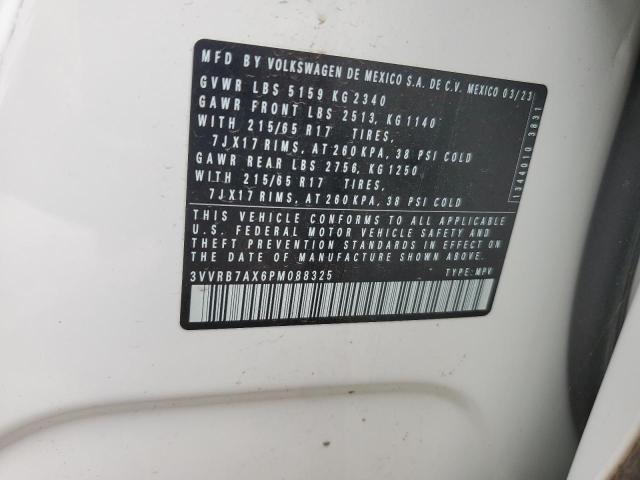 MFD BY VOLKSWAGEN DE MEXICO S.A. DE C.V. MEXICO 03/23
GVWR LBS 5159 KG 2340
GAWR FRONT LBS 2513, KG 1140
WITH 215/65 R17 TIRES,
7JX17 RIMS, AT 260 KPA, 38 PSI COLD
GAWR REAR LBS 2756, KG 1250
WITH 215/65 R17 TIRES,
7JX17 RIMS, AT 260 KPA, 38 PSI COLD
THIS VEHICLE CONFORMS TO ALL APPLICABLE
U.S. FEDERAL MOTOR VEHICLE SAFETY AND
THEFT PREVENTION STANDARDS IN EFFECT ON
THE DATE OF MANUFACTURE SHOWN ABOVE
3VVRB7AX6PM088325 TYPE: MPV
1344010 3831